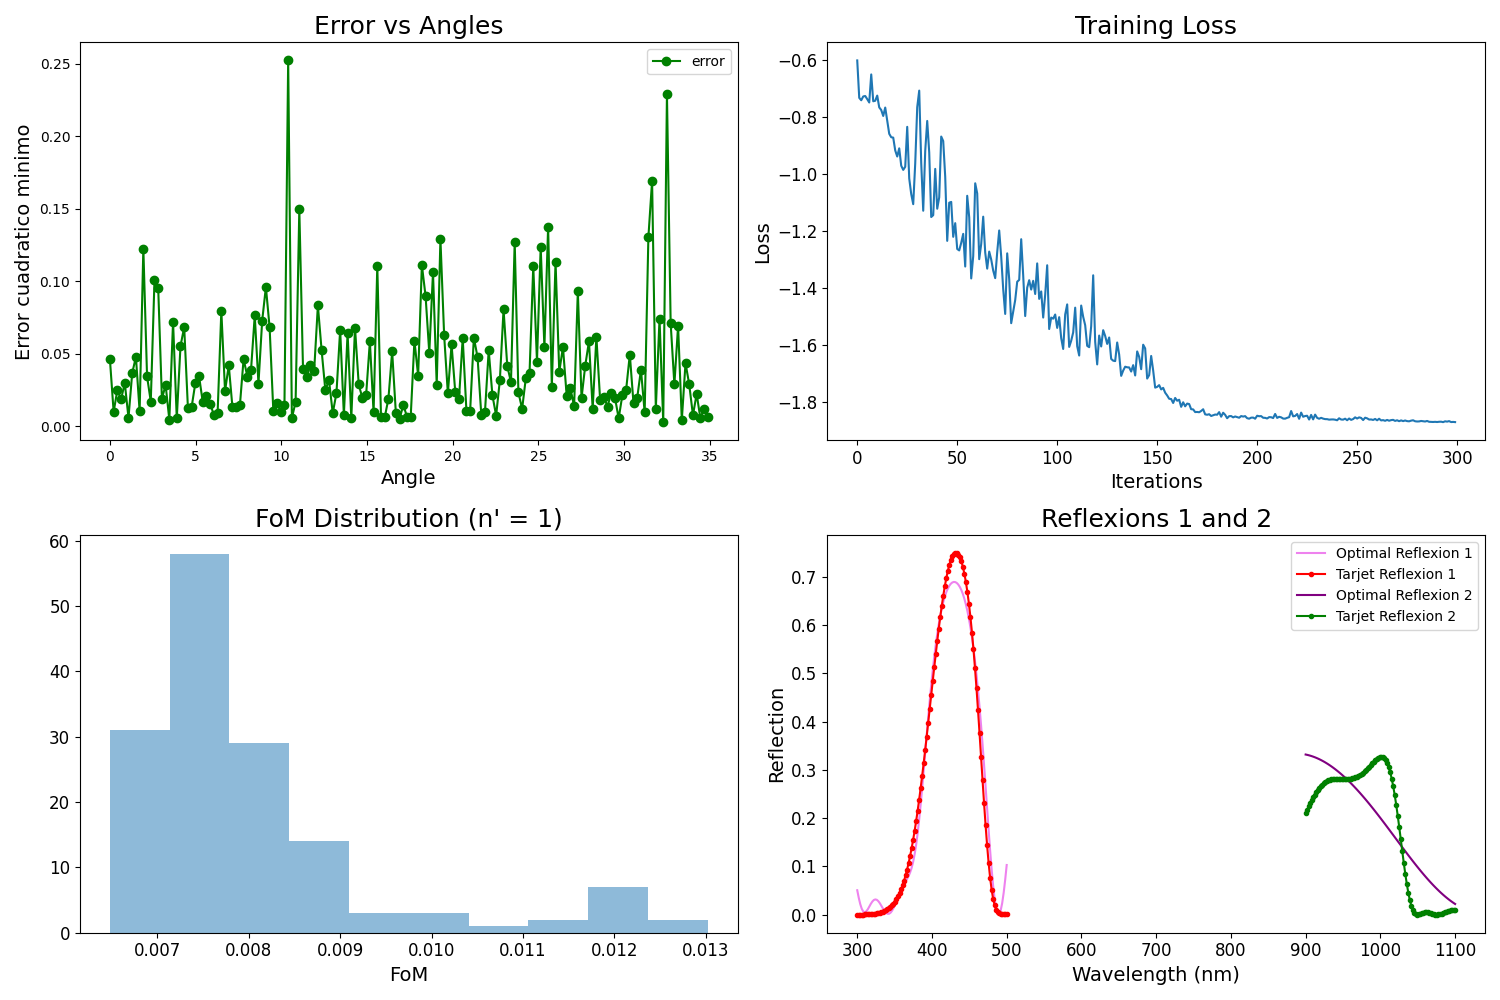 Error vs Angles
error
Error cuadratico minimo
0.25
0.20
0.15
0.10
0.05
0.00
0 5 10 15 20 25 30 35
Angle
Training Loss
Loss
−0.6
−0.8
−1.0
−1.2
−1.4
−1.6
−1.8
0 50 100 150 200 250 300
Iterations
FoM Distribution (n' = 1)
60
50
40
30
20
10
0
0.007 0.008 0.009 0.010 0.011 0.012 0.013
FoM
Reflexions 1 and 2
Optimal Reflexion 1
Tarjet Reflexion 1
Optimal Reflexion 2
Tarjet Reflexion 2
Reflection
0.7
0.6
0.5
0.4
0.3
0.2
0.1
0.0
300 400 500 600 700 800 900 1000 1100
Wavelength (nm)